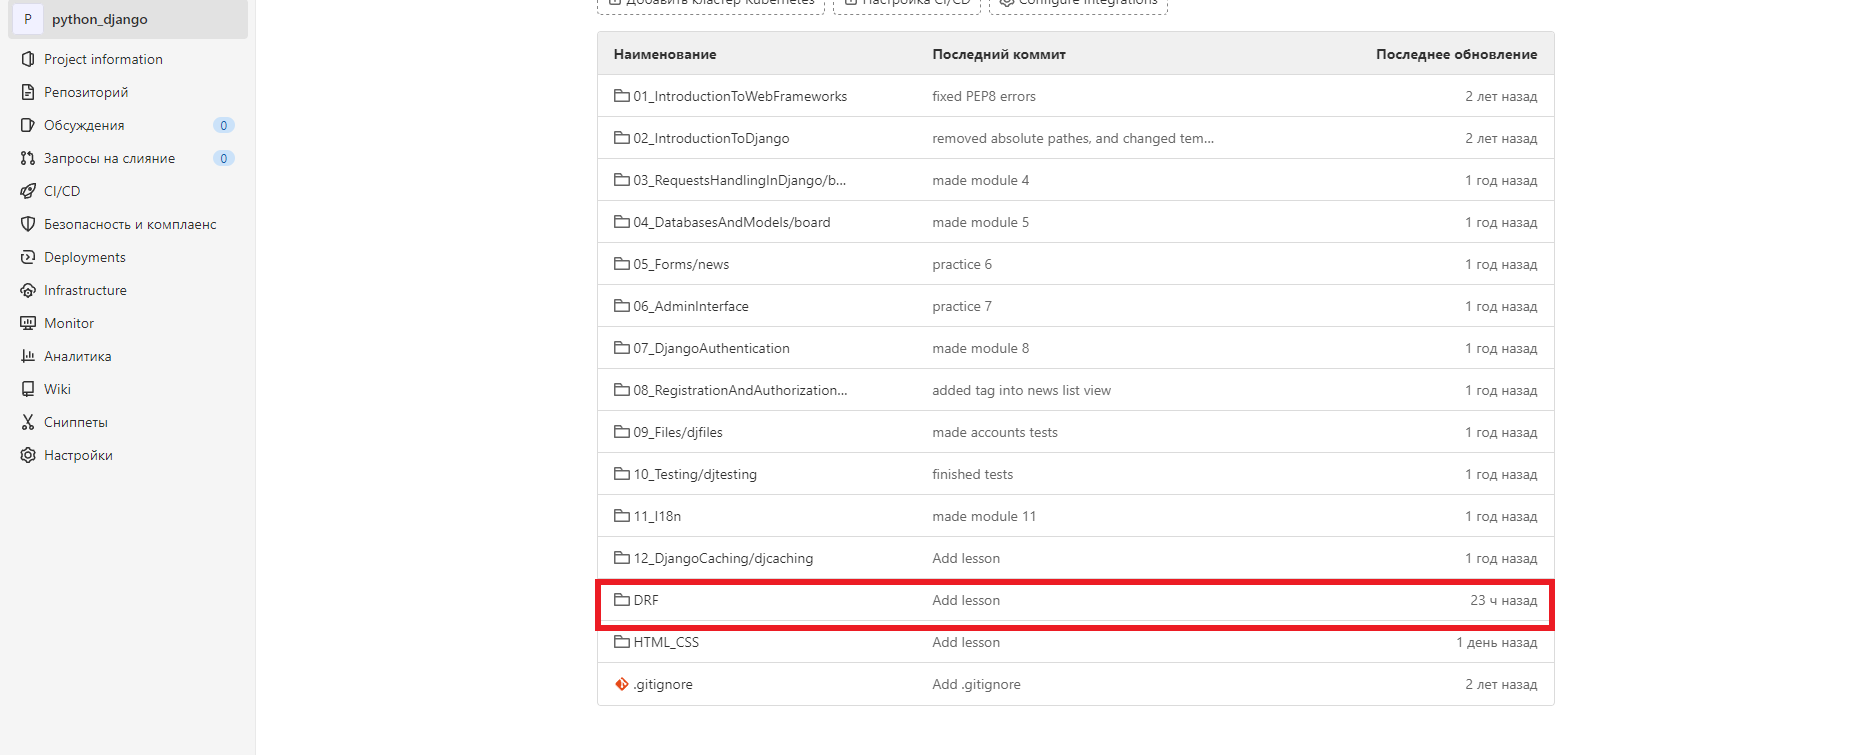 P python_django
Project information
Репозиторий
Обсуждения 0
Запросы на слияние 0
CI/CD
Безопасность и комплаенс
Deployments
Infrastructure
Monitor
Аналитика
Wiki
Сниппеты
Настройки
Добавить кластер Kubernetes Настройка CI/CD Configure Integrations
Наименование Последний коммит Последнее обновление
01_IntroductionToWebFrameworks fixed PEP8 errors 2 лет назад
02_IntroductionToDjango removed absolute pathes, and changed tem... 2 лет назад
03_RequestsHandlingInDjango/b... made module 4 1 год назад
04_DatabasesAndModels/board made module 5 1 год назад
05_Forms/news practice 6 1 год назад
06_AdminInterface practice 7 1 год назад
07_DjangoAuthentication made module 8 1 год назад
08_RegistrationAndAuthorization... added tag into news list view 1 год назад
09_Files/djfiles made accounts tests 1 год назад
10_Testing/djtesting finished tests 1 год назад
11_I18n made module 11 1 год назад
12_DjangoCaching/djcaching Add lesson 1 год назад
DRF Add lesson 23 ч назад
HTML_CSS Add lesson 1 день назад
.gitignore Add .gitignore 2 лет назад